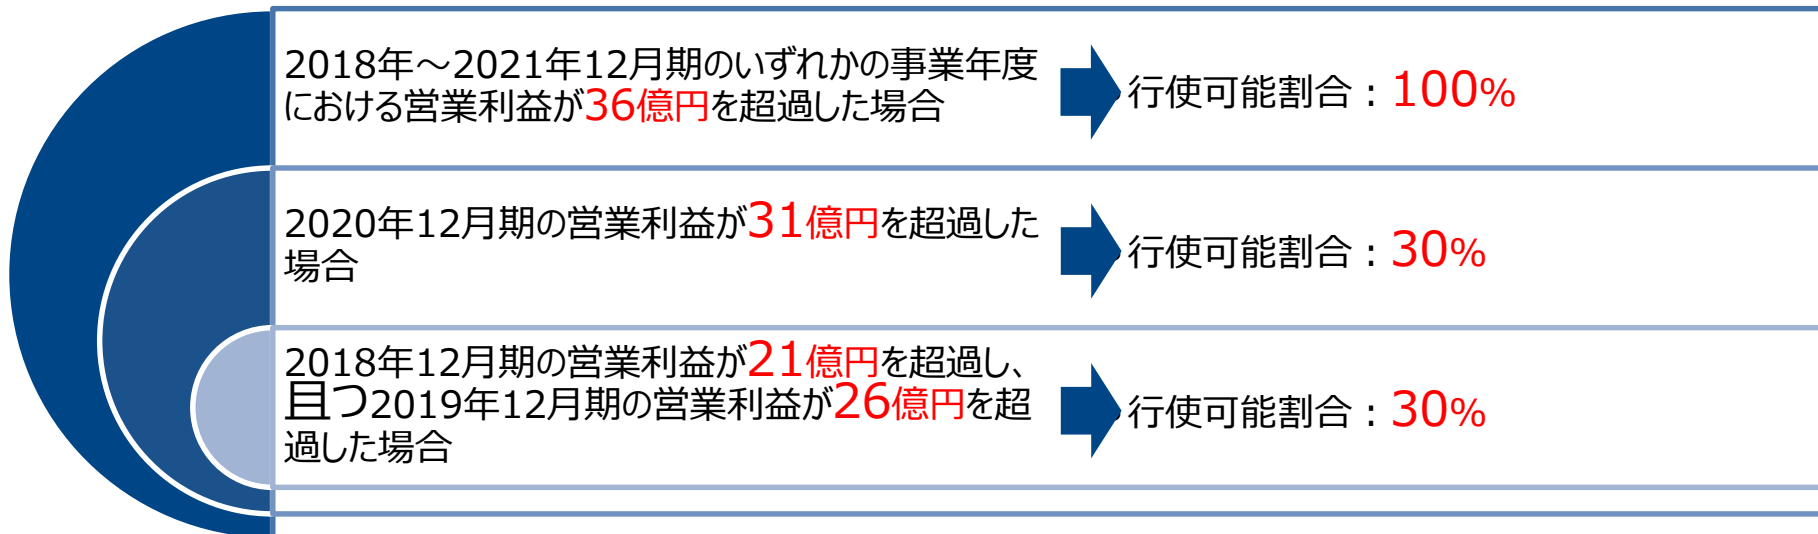 2018年～2021年12月期のいずれかの事業年度
における営業利益が36億円を超過した場合
行使可能割合：100%
2020年12月期の営業利益が31億円を超過した
場合
行使可能割合：30%
2018年12月期の営業利益が21億円を超過し、
且つ2019年12月期の営業利益が26億円を超
過した場合
行使可能割合：30%